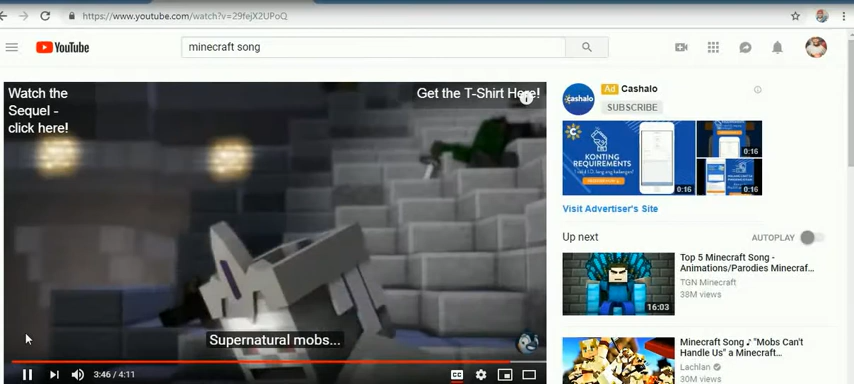 https://www.youtube.com/watch?v=29fejX2UPoQ
YouTube
minecraft song
Watch the
Sequel -
click here!
Get the T-Shirt Here!
Supernatural mobs...
3:46 / 4:11
CC
Ad Cashalo
SUBSCRIBE
cashalo
KONTING
REQUIREMENTS
0:16
0:16
0:16
Visit Advertiser's Site
Up next
AUTOPLAY
Top 5 Minecraft Song -
Animations/Parodies Minecraf...
TGN Minecraft
38M views
16:03
Minecraft Song ♪ "Mobs Can't
Handle Us" a Minecraft...
Lachlan
30M views